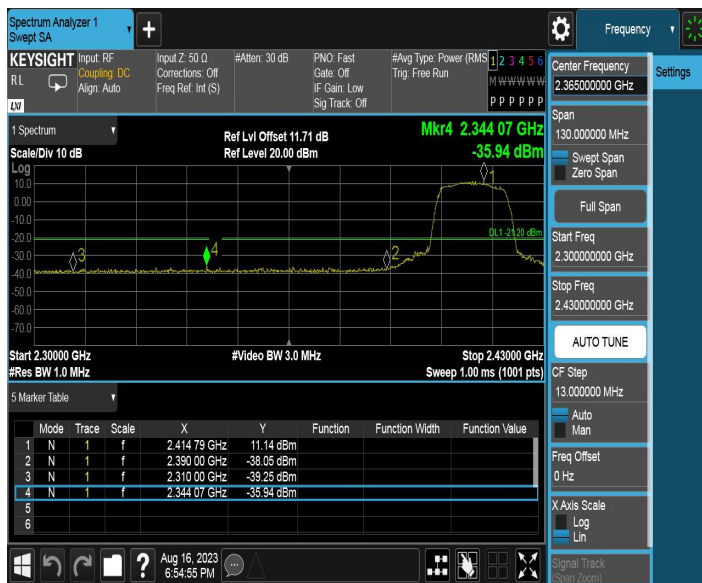 Spectrum Analyzer 1
Swept SA
+
Frequency
KEYSIGHT
RL
LXI
Input: RF
Coupling: DC
Align: Auto
Input Z: 50 Ω
Corrections: Off
Freq Ref: Int (S)
#Atten: 30 dB
PNO: Fast
Gate: Off
IF Gain: Low
Sig Track: Off
#Avg Type: Power (RMS
Trig: Free Run
1 2 3 4 5 6
M W W W W W
P P P P P P
1 Spectrum
Scale/Div 10 dB
Ref Lvl Offset 11.71 dB
Ref Level 20.00 dBm
Mkr4 2.344 07 GHz
-35.94 dBm
Log
10.0
0.00
-10.0
-20.0
-30.0
-40.0
-50.0
-60.0
-70.0
1
DL1 -21.20 dBm
3
4
2
Start 2.30000 GHz
#Res BW 1.0 MHz
#Video BW 3.0 MHz
Stop 2.43000 GHz
Sweep 1.00 ms (1001 pts)
5 Marker Table
Mode Trace Scale X Y Function Function Width Function Value
1 N 1 f 2.414 79 GHz 11.14 dBm
2 N 1 f 2.390 00 GHz -38.05 dBm
3 N 1 f 2.310 00 GHz -39.25 dBm
4 N 1 f 2.344 07 GHz -35.94 dBm
5
6
?
Aug 16, 2023
6:54:55 PM
Center Frequency
2.365000000 GHz
Settings
Span
130.000000 MHz
Swept Span
Zero Span
Full Span
Start Freq
2.300000000 GHz
Stop Freq
2.430000000 GHz
AUTO TUNE
CF Step
13.000000 MHz
Auto
Man
Freq Offset
0 Hz
X Axis Scale
Log
Lin
Signal Track
(Span Zoom)